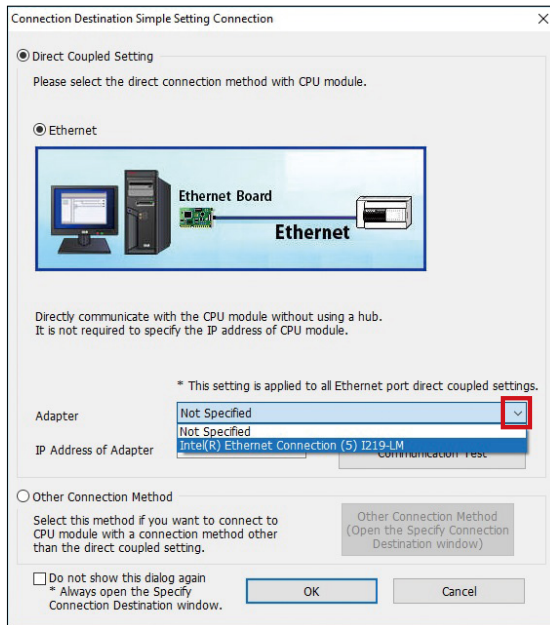 Connection Destination Simple Setting Connection
Direct Coupled Setting
Please select the direct connection method with CPU module.
Ethernet
Ethernet Board
Ethernet
Directly communicate with the CPU module without using a hub.
It is not required to specify the IP address of CPU module.
* This setting is applied to all Ethernet port direct coupled settings.
Adapter
Not Specified
Not Specified
Intel(R) Ethernet Connection (5) I219-LM
IP Address of Adapter
Communication Test
Other Connection Method
Select this method if you want to connect to
CPU module with a connection method other
than the direct coupled setting.
Other Connection Method
(Open the Specify Connection
Destination window)
Do not show this dialog again
* Always open the Specify
Connection Destination window.
OK
Cancel